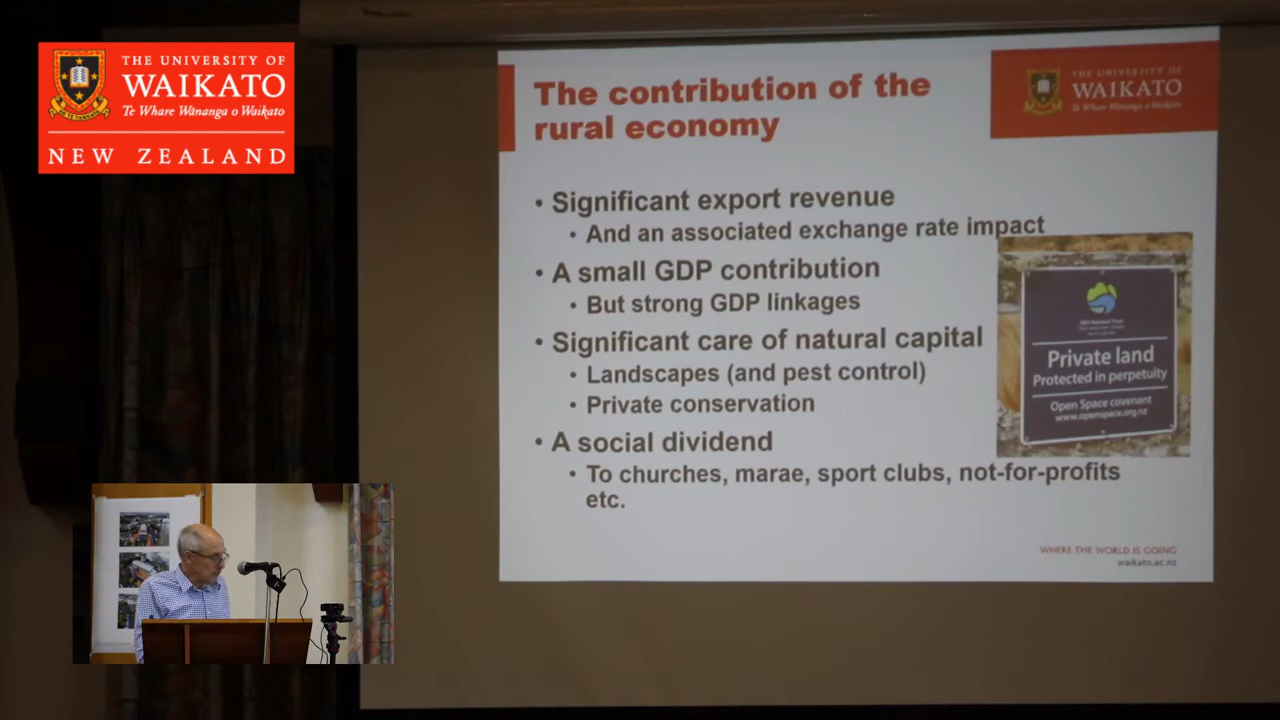 THE UNIVERSITY OF
WAIKATO
Te Whare Wānanga o Waikato
NEW ZEALAND
The contribution of the
rural economy
THE UNIVERSITY OF
WAIKATO
Te Whare Wānanga o Waikato
• Significant export revenue
• And an associated exchange rate impact
• A small GDP contribution
• But strong GDP linkages
• Significant care of natural capital
• Landscapes (and pest control)
• Private conservation
• A social dividend
• To churches, marae, sport clubs, not-for-profits
etc.
Private land
Protected in perpetuity
Open Space covenant
www.openspace.org.nz
WHERE THE WORLD IS GOING
waikato.ac.nz